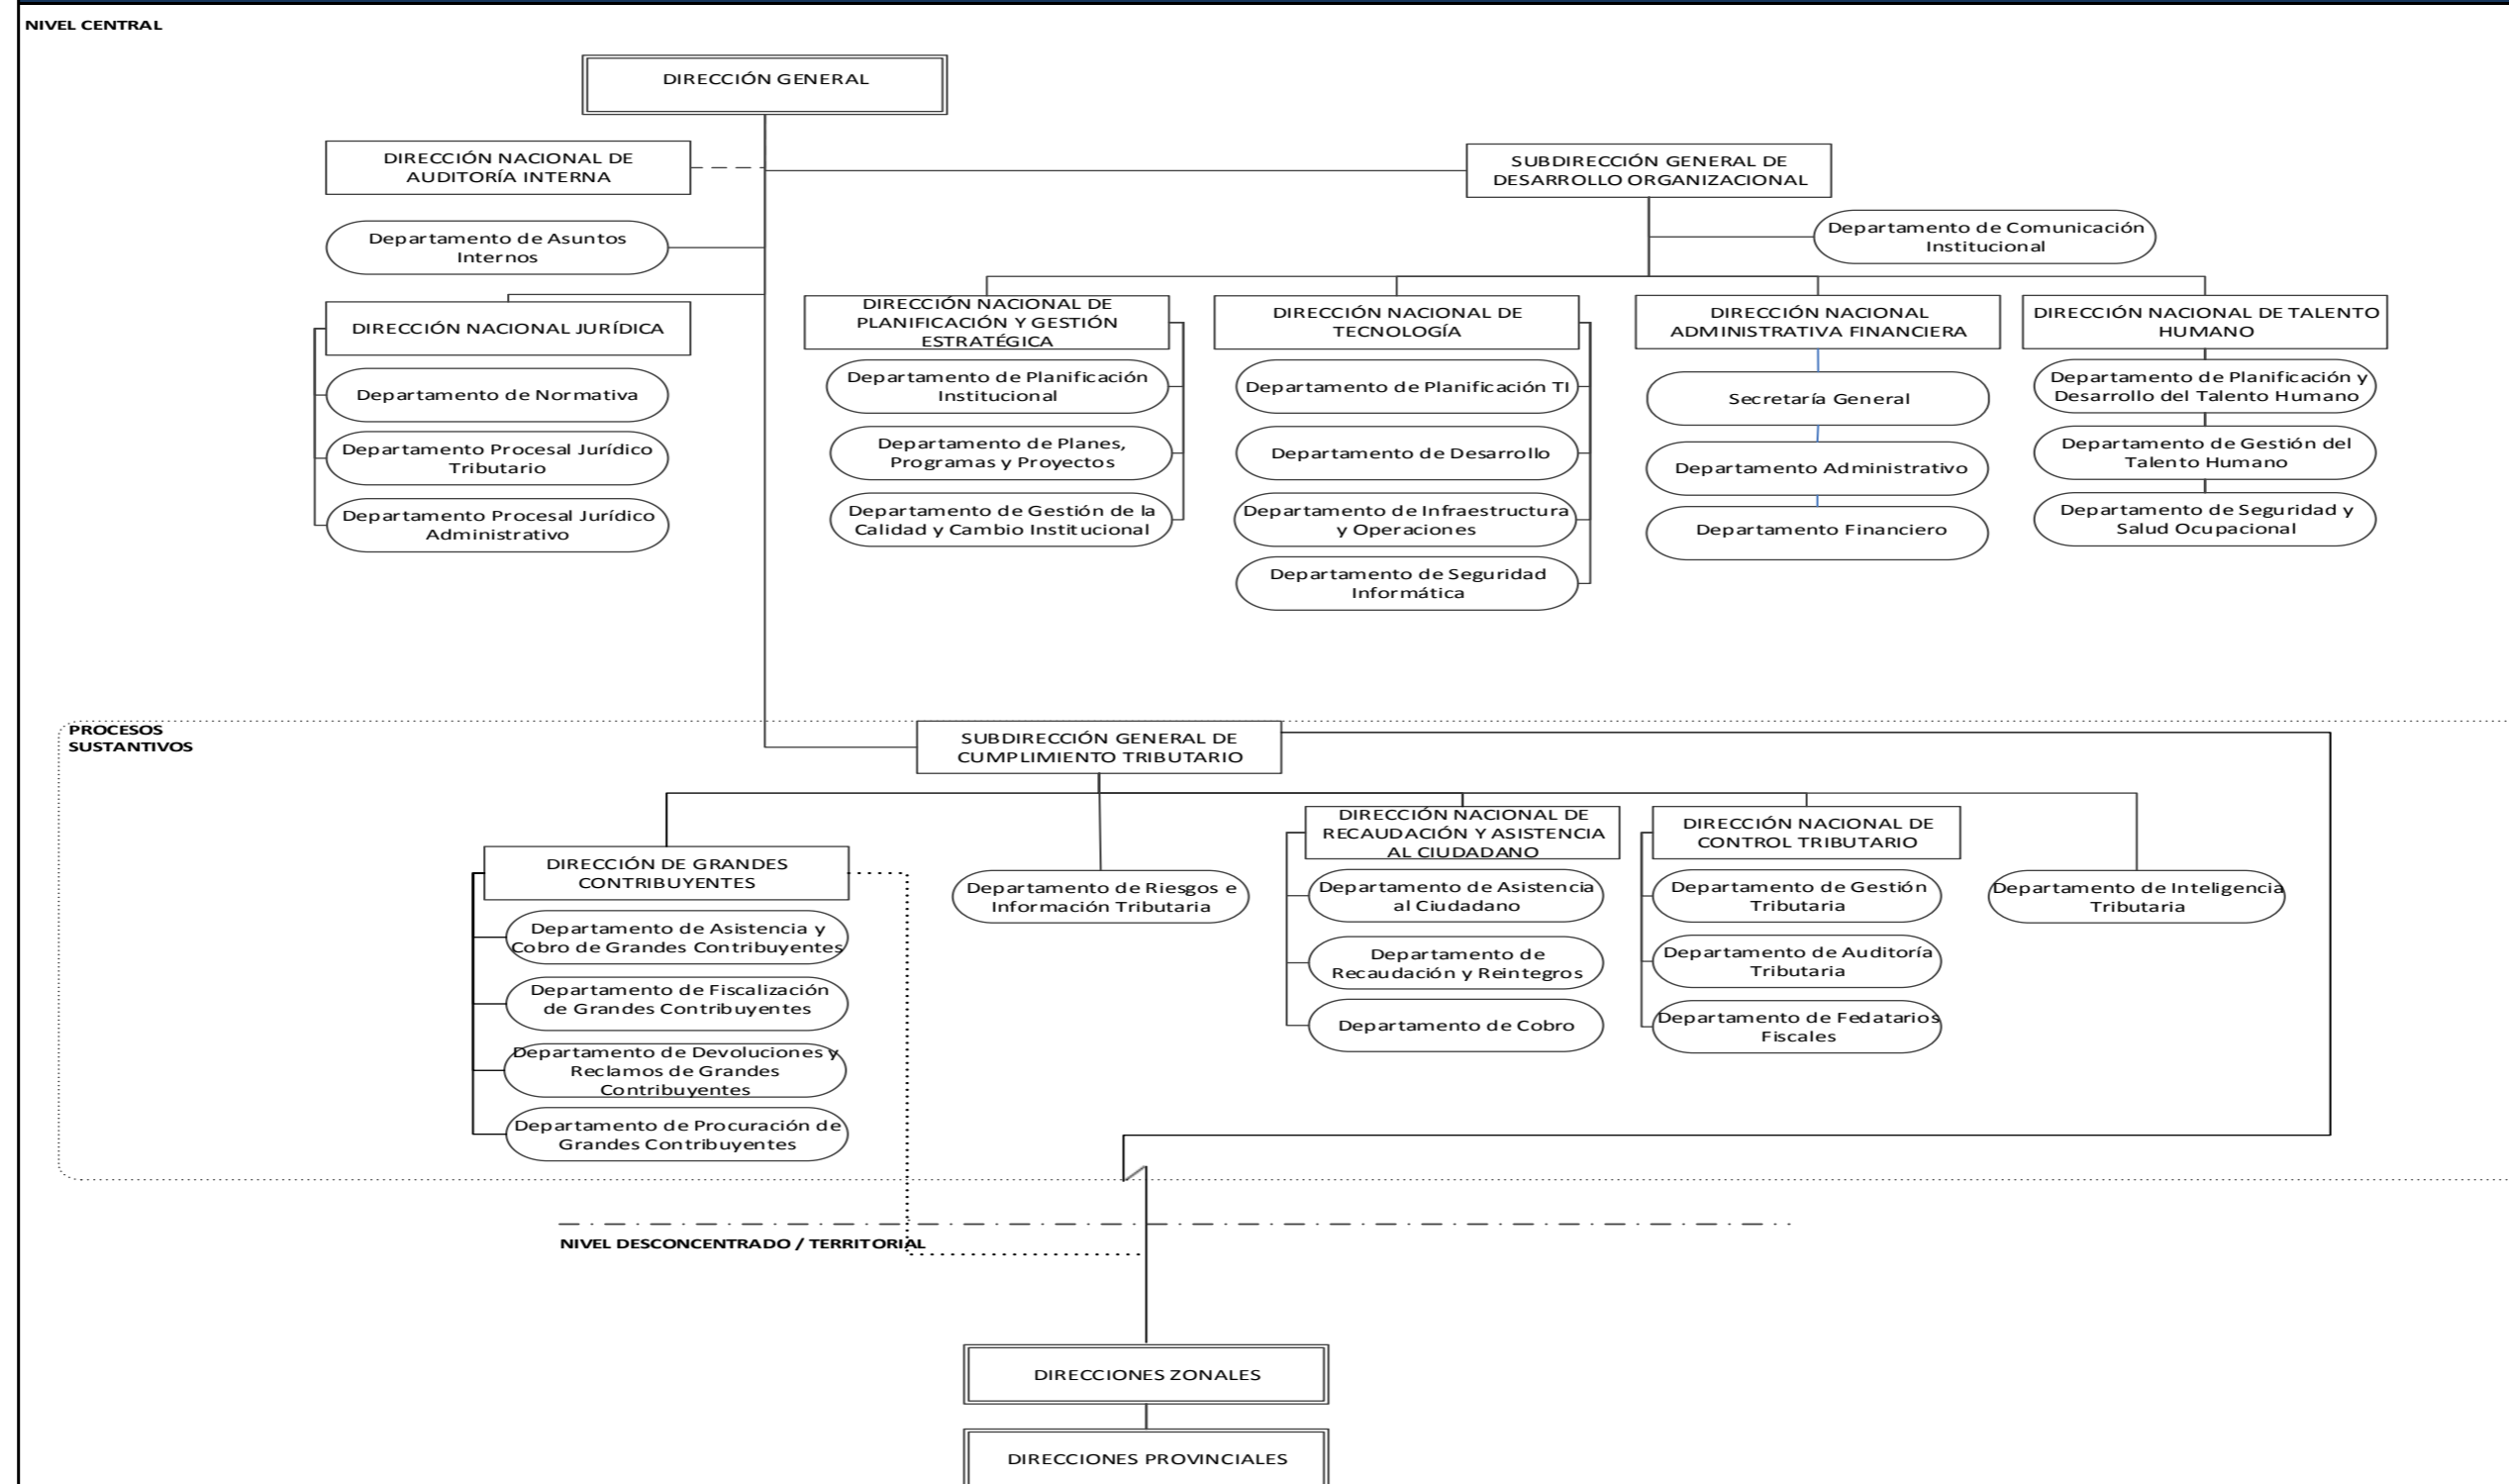 NIVEL CENTRAL
DIRECCIÓN GENERAL
DIRECCIÓN NACIONAL DE
AUDITORÍA INTERNA
SUBDIRECCIÓN GENERAL DE
DESARROLLO ORGANIZACIONAL
Departamento de Asuntos
Internos
Departamento de Comunicación
Institucional
DIRECCIÓN NACIONAL JURÍDICA
Departamento de Normativa
Departamento Procesal Jurídico
Tributario
Departamento Procesal Jurídico
Administrativo
DIRECCIÓN NACIONAL DE
PLANIFICACIÓN Y GESTIÓN
ESTRATÉGICA
Departamento de Planificación
Institucional
Departamento de Planes,
Programas y Proyectos
Departamento de Gestión de la
Calidad y Cambio Institucional
DIRECCIÓN NACIONAL DE
TECNOLOGÍA
Departamento de Planificación TI
Departamento de Desarrollo
Departamento de Infraestructura
y Operaciones
Departamento de Seguridad
Informática
DIRECCIÓN NACIONAL
ADMINISTRATIVA FINANCIERA
Secretaría General
Departamento Administrativo
Departamento Financiero
DIRECCIÓN NACIONAL DE TALENTO
HUMANO
Departamento de Planificación y
Desarrollo del Talento Humano
Departamento de Gestión del
Talento Humano
Departamento de Seguridad y
Salud Ocupacional
PROCESOS
SUSTANTIVOS
SUBDIRECCIÓN GENERAL DE
CUMPLIMIENTO TRIBUTARIO
DIRECCIÓN DE GRANDES
CONTRIBUYENTES
Departamento de Asistencia y
Cobro de Grandes Contribuyentes
Departamento de Fiscalización
de Grandes Contribuyentes
Departamento de Devoluciones y
Reclamos de Grandes
Contribuyentes
Departamento de Procuración de
Grandes Contribuyentes
Departamento de Riesgos e
Información Tributaria
DIRECCIÓN NACIONAL DE
RECAUDACIÓN Y ASISTENCIA
AL CIUDADANO
Departamento de Asistencia
al Ciudadano
Departamento de
Recaudación y Reintegros
Departamento de Cobro
DIRECCIÓN NACIONAL DE
CONTROL TRIBUTARIO
Departamento de Gestión
Tributaria
Departamento de Auditoría
Tributaria
Departamento de Fedatarios
Fiscales
Departamento de Inteligencia
Tributaria
NIVEL DESCONCENTRADO / TERRITORIAL
DIRECCIONES ZONALES
DIRECCIONES PROVINCIALES